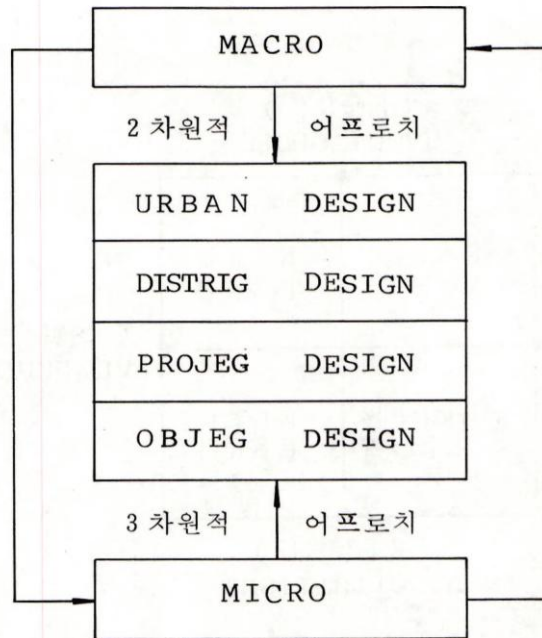 MACRO
2 차원적 어프로치
URBAN DESIGN
DISTRIG DESIGN
PROJEG DESIGN
OBJEG DESIGN
3 차원적 어프로치
MICRO